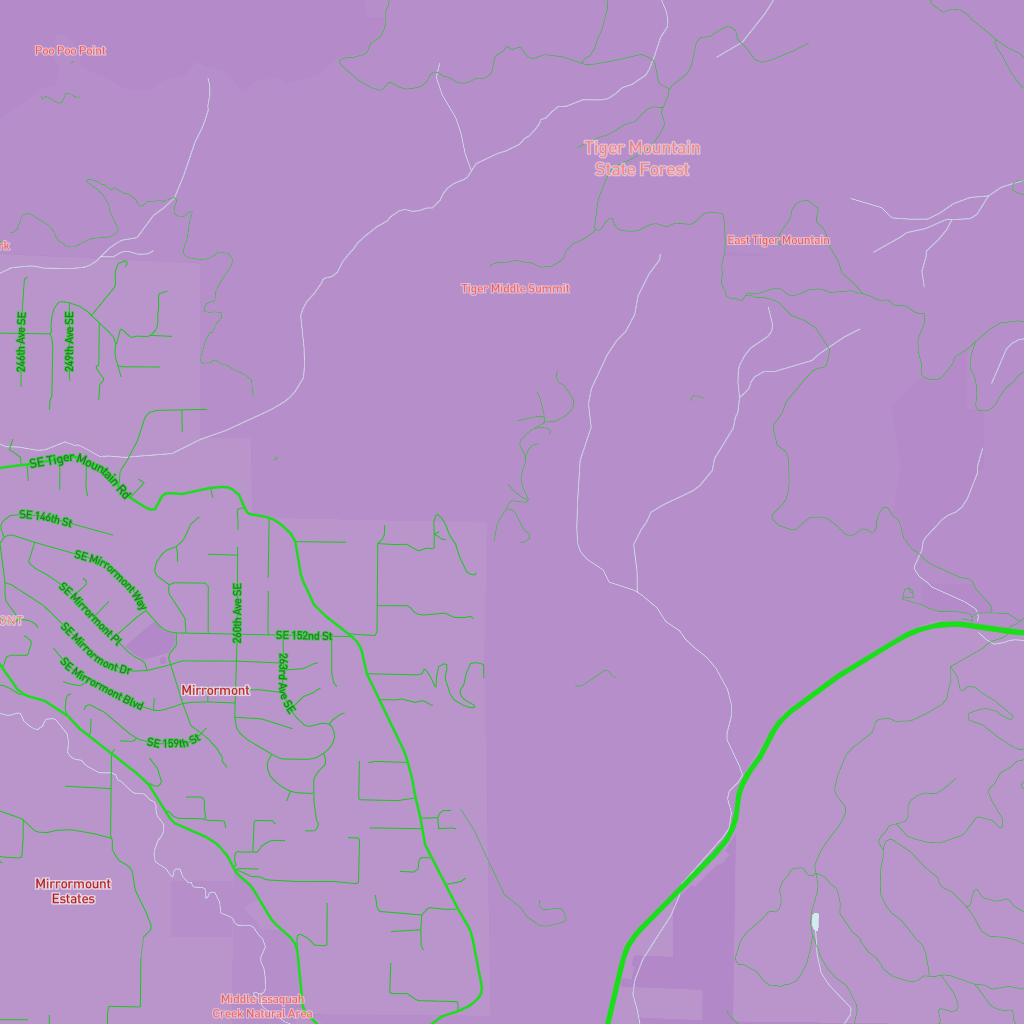 Poo Poo Point
Tiger Mountain
State Forest
rk
East Tiger Mountain
Tiger Middle Summit
246th Ave SE
249th Ave SE
SE Tiger Mountain Rd
SE 146th St
SE Mirrormont Way
SE Mirrormont Pl
260th Ave SE
SE 152nd St
SE Mirrormont Dr
263rd Ave SE
SE Mirrormont Blvd
Mirrormont
SE 159th St
Mirrormount
Estates
Middle Issaquah
Creek Natural Area